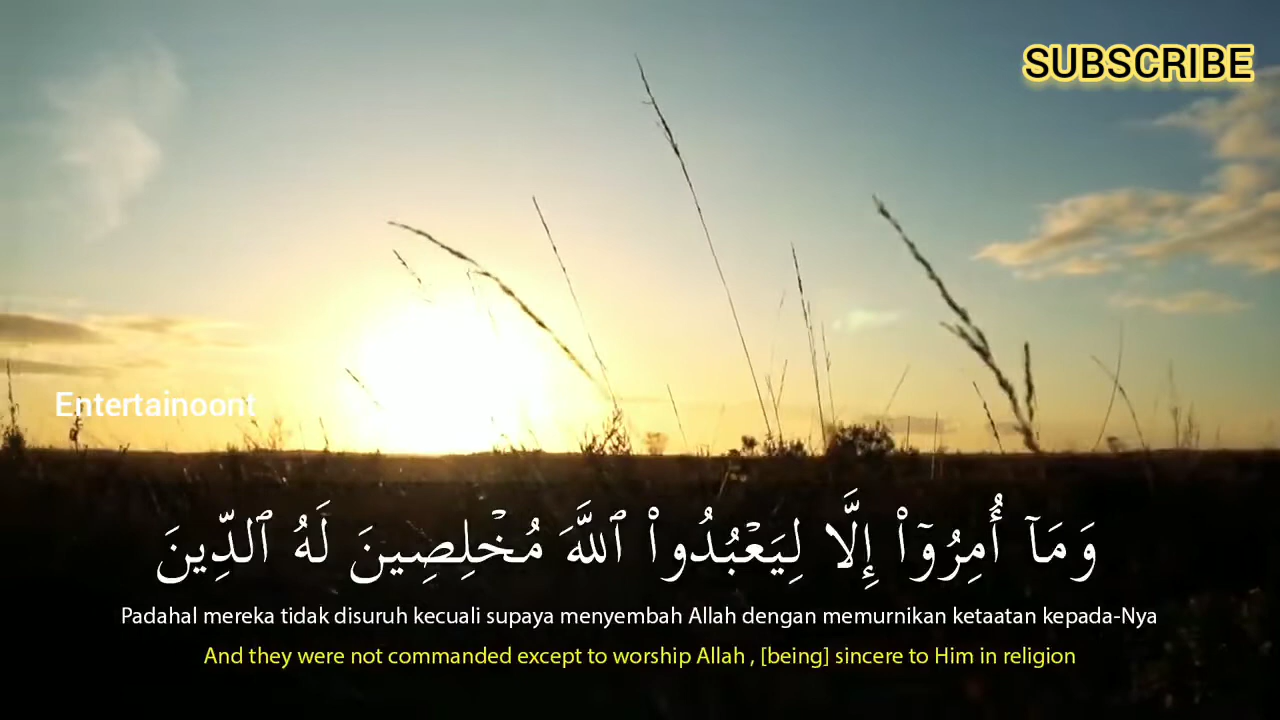 SUBSCRIBE
Entertainoont
وَمَآ أُمِرُوٓا۟ إِلَّا لِيَعْبُدُوا۟ ٱللَّهَ مُخْلِصِينَ لَهُ ٱلدِّينَ
Padahal mereka tidak disuruh kecuali supaya menyembah Allah dengan memurnikan ketaatan kepada-Nya
And they were not commanded except to worship Allah , [being] sincere to Him in religion